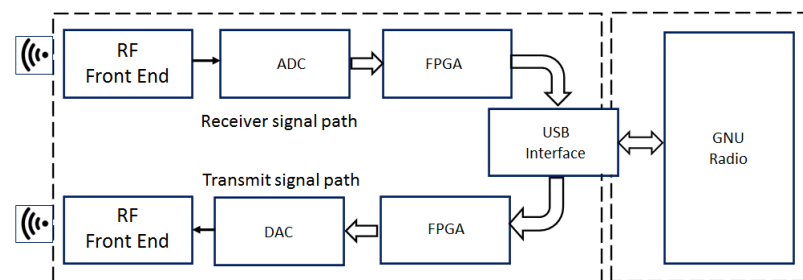 RF
Front End
ADC
FPGA
Receiver signal path
USB
Interface
GNU
Radio
Transmit signal path
RF
Front End
DAC
FPGA